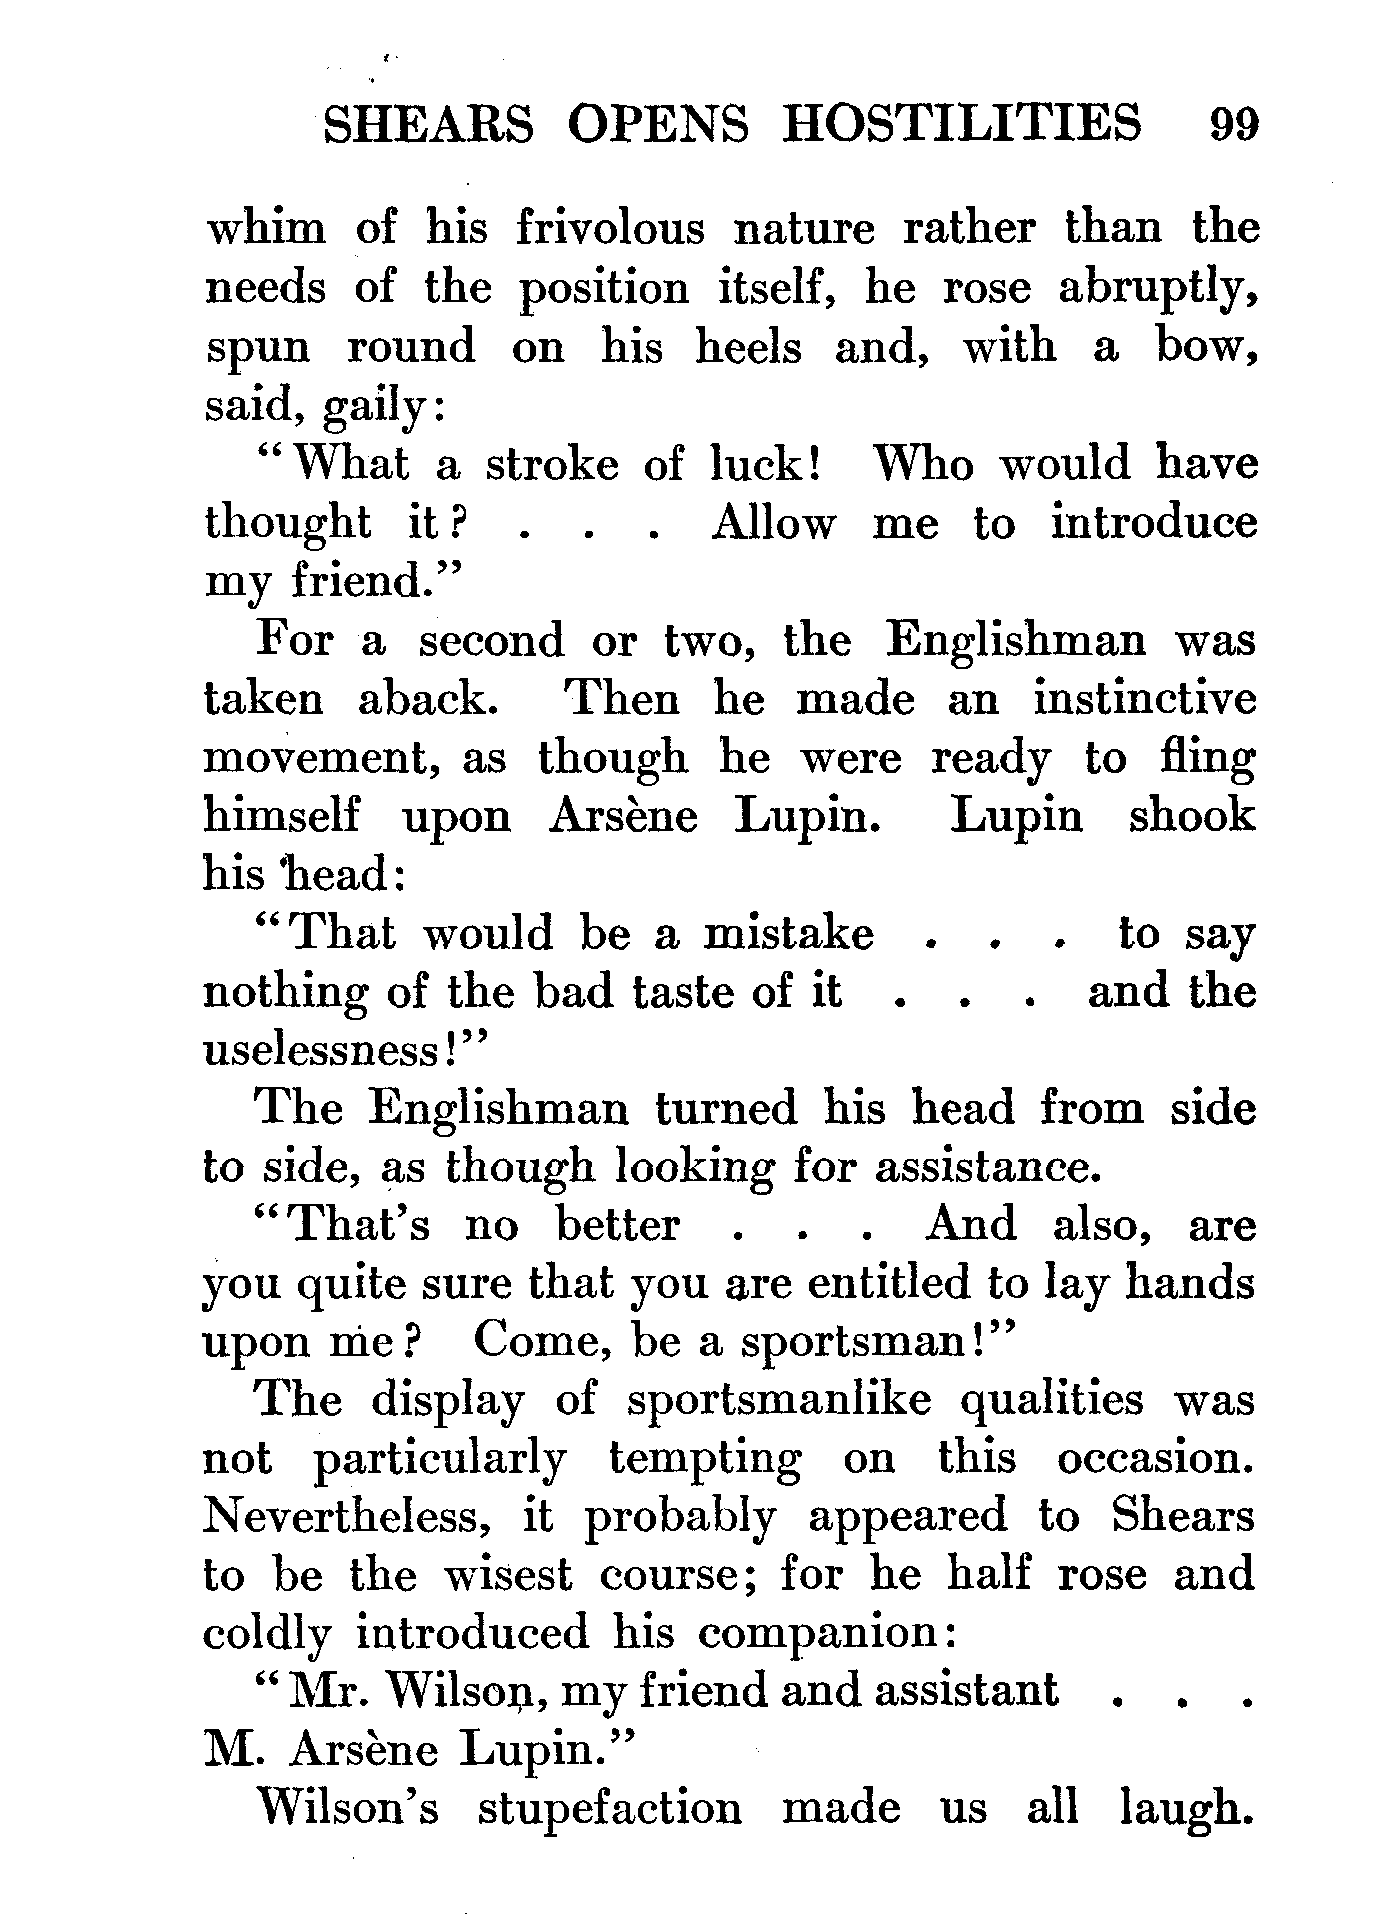 SHEARS OPENS HOSTILITIES 99
whim of his frivolous nature rather than the
needs of the position itself, he rose abruptly,
spun round on his heels and, with a bow,
said, gaily:
"What a stroke of luck! Who would have
thought it? . . . Allow me to introduce
my friend."
For a second or two, the Englishman was
taken aback. Then he made an instinctive
movement, as though he were ready to fling
himself upon Arsène Lupin. Lupin shook
his head:
"That would be a mistake . . . to say
nothing of the bad taste of it . . . and the
uselessness!"
The Englishman turned his head from side
to side, as though looking for assistance.
"That's no better . . . And also, are
you quite sure that you are entitled to lay hands
upon me? Come, be a sportsman!"
The display of sportsmanlike qualities was
not particularly tempting on this occasion.
Nevertheless, it probably appeared to Shears
to be the wisest course; for he half rose and
coldly introduced his companion:
"Mr. Wilson, my friend and assistant . . .
M. Arsène Lupin."
Wilson's stupefaction made us all laugh.